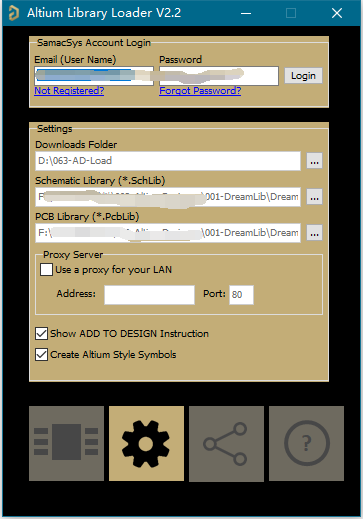 Altium Library Loader V2.2
SamacSys Account Login
Email (User Name) Password
Login
Not Registered? Forgot Password?
Settings
Downloads Folder
D:\063-AD-Load ...
Schematic Library (*.SchLib)
001-DreamLib\Dream ...
PCB Library (*.PcbLib)
F:\ 001-DreamLib\Dream ...
Proxy Server
Use a proxy for your LAN
Address: Port: 80
Show ADD TO DESIGN Instruction
Create Altium Style Symbols
?